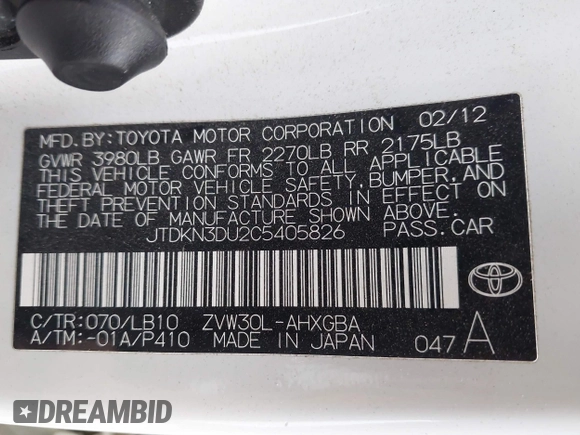 02/12
MFD. BY: TOYOTA MOTOR CORPORATION
GVWR 3980LB GAWR FR 2270LB RR 2175LB
THIS VEHICLE CONFORMS TO ALL APPLICABLE
FEDERAL MOTOR VEHICLE SAFETY, BUMPER, AND
THEFT PREVENTION STANDARDS IN EFFECT ON
THE DATE OF MANUFACTURE SHOWN ABOVE.
JTDKN3DU2C5405826 PASS. CAR
C/TR:070/LB10 ZVW30L-AHXGBA
A/TM:-01A/P410 MADE IN JAPAN 047 A
DREAMBID